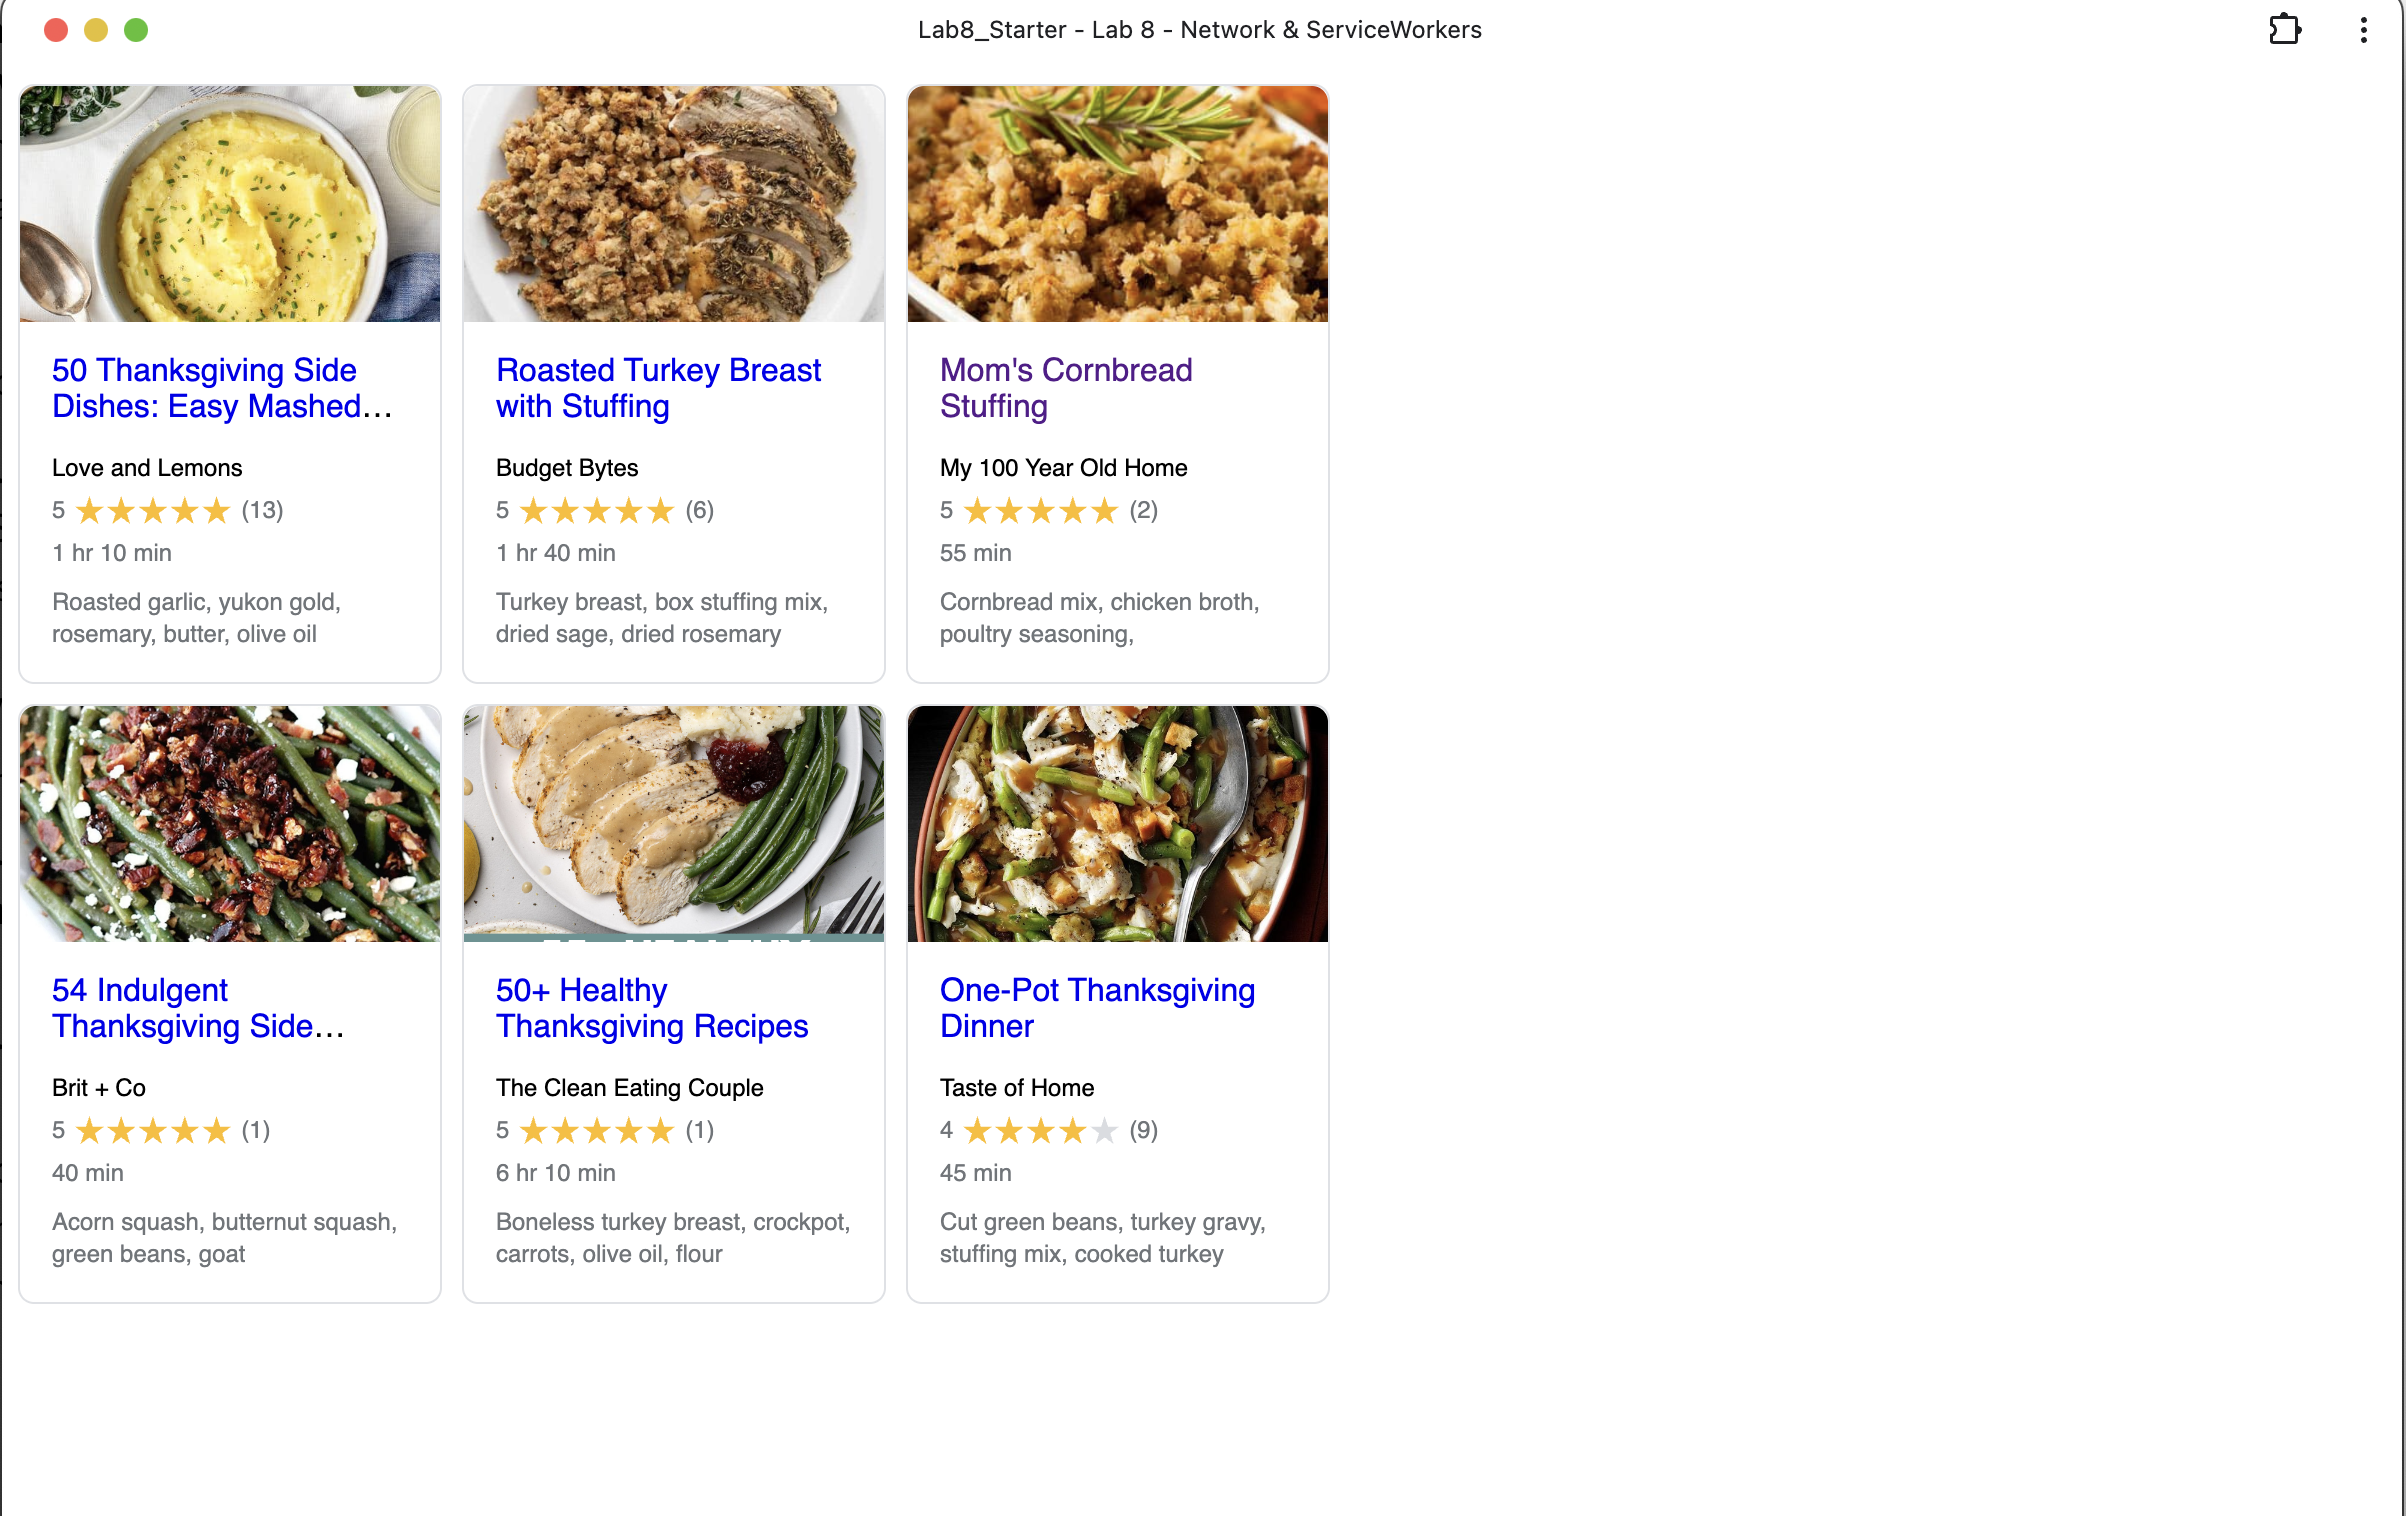 Lab8_Starter - Lab 8 - Network & ServiceWorkers
50 Thanksgiving Side
Dishes: Easy Mashed...
Love and Lemons
5 ★★★★★ (13)
1 hr 10 min
Roasted garlic, yukon gold,
rosemary, butter, olive oil
Roasted Turkey Breast
with Stuffing
Budget Bytes
5 ★★★★★ (6)
1 hr 40 min
Turkey breast, box stuffing mix,
dried sage, dried rosemary
Mom's Cornbread
Stuffing
My 100 Year Old Home
5 ★★★★★ (2)
55 min
Cornbread mix, chicken broth,
poultry seasoning,
54 Indulgent
Thanksgiving Side...
Brit + Co
5 ★★★★★ (1)
40 min
Acorn squash, butternut squash,
green beans, goat
50+ Healthy
Thanksgiving Recipes
The Clean Eating Couple
5 ★★★★★ (1)
6 hr 10 min
Boneless turkey breast, crockpot,
carrots, olive oil, flour
One-Pot Thanksgiving
Dinner
Taste of Home
4 ★★★★★ (9)
45 min
Cut green beans, turkey gravy,
stuffing mix, cooked turkey